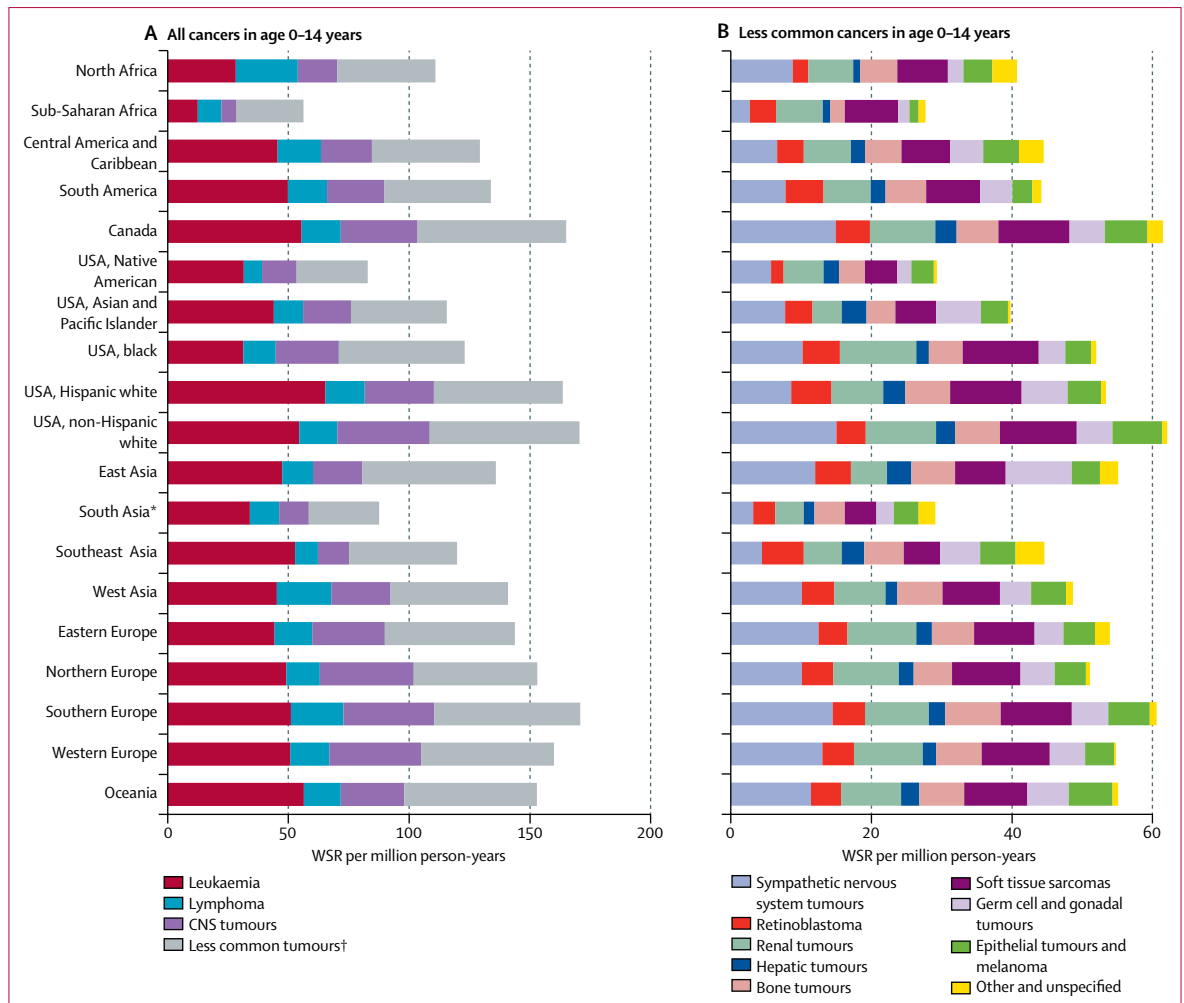 A All cancers in age 0–14 years
North Africa
Sub-Saharan Africa
Central America and
Caribbean
South America
Canada
USA, Native
American
USA, Asian and
Pacific Islander
USA, black
USA, Hispanic white
USA, non-Hispanic
white
East Asia
South Asia*
Southeast Asia
West Asia
Eastern Europe
Northern Europe
Southern Europe
Western Europe
Oceania
0 50 100 150 200
WSR per million person-years
Leukaemia
Lymphoma
CNS tumours
Less common tumours†
B Less common cancers in age 0–14 years
0 20 40 60
WSR per million person-years
Sympathetic nervous
system tumours
Retinoblastoma
Renal tumours
Hepatic tumours
Bone tumours
Soft tissue sarcomas
Germ cell and gonadal
tumours
Epithelial tumours and
melanoma
Other and unspecified